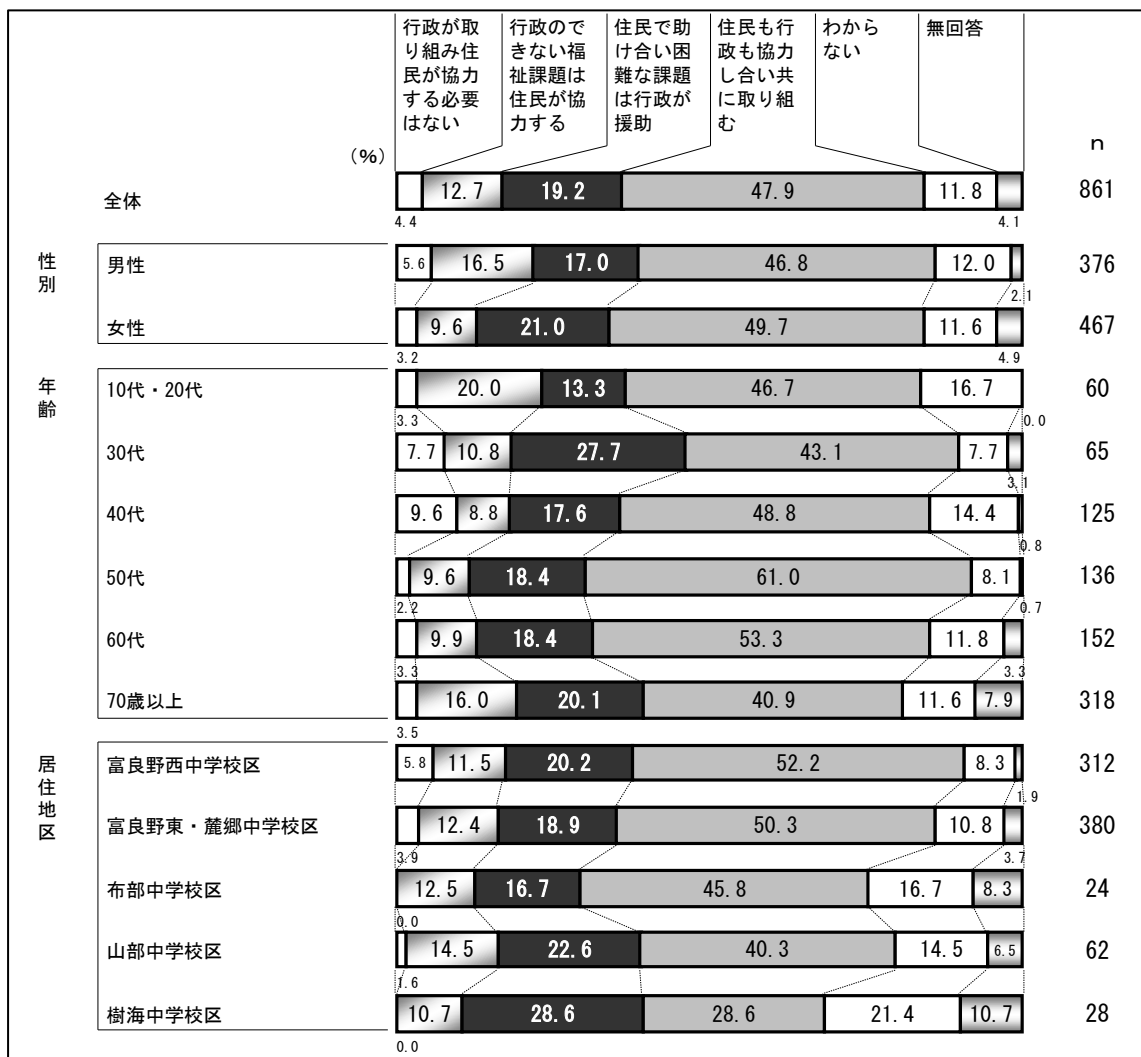 行政が取
り組み住
民が協力
する必要
はない
行政ので
きない福
祉課題は
住民が協
力する
住民で助
け合い困
難な課題
は行政が
援助
住民も行
政も協力
し合い共
に取り組
む
わから
ない
無回答
(%)
n
全体
12.7 19.2 47.9 11.8 861
4.4 4.1
性別
男性 5.6 16.5 17.0 46.8 12.0 376
2.1
女性 9.6 21.0 49.7 11.6 467
3.2 4.9
年齢
10代・20代 20.0 13.3 46.7 16.7 60
3.3 0.0
30代 7.7 10.8 27.7 43.1 7.7 65
3.1
40代 9.6 8.8 17.6 48.8 14.4 125
0.8
50代 9.6 18.4 61.0 8.1 136
2.2 0.7
60代 9.9 18.4 53.3 11.8 152
3.3 3.3
70歳以上 16.0 20.1 40.9 11.6 7.9 318
3.5
居住地区
富良野西中学校区 5.8 11.5 20.2 52.2 8.3 312
1.9
富良野東・麓郷中学校区 12.4 18.9 50.3 10.8 380
3.9 3.7
布部中学校区 12.5 16.7 45.8 16.7 8.3 24
0.0
山部中学校区 14.5 22.6 40.3 14.5 6.5 62
1.6
樹海中学校区 10.7 28.6 28.6 21.4 10.7 28
0.0